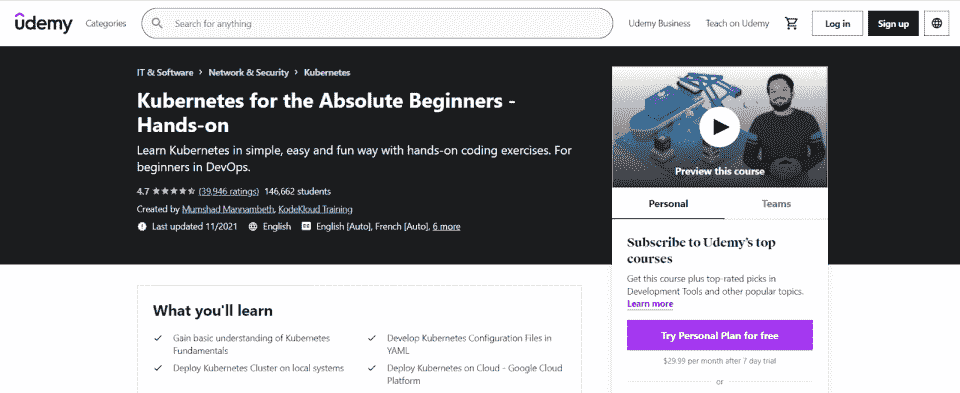 udemy
Categories
Search for anything
Udemy Business
Teach on Udemy
Log in
Sign up
IT & Software > Network & Security > Kubernetes
Kubernetes for the Absolute Beginners -
Hands-on
Learn Kubernetes in simple, easy and fun way with hands-on coding exercises. For
beginners in DevOps.
4.7 (39,946 ratings) 146,662 students
Created by Mumshad Mannambeth, KodeKloud Training
Last updated 11/2021 English English [Auto], French [Auto], 6 more
Preview this course
Personal
Teams
Subscribe to Udemy's top
courses
Get this course plus top-rated picks in
Development Tools and other popular topics.
Learn more
Try Personal Plan for free
$29.99 per month after 7 day trial
or
What you'll learn
Gain basic understanding of Kubernetes
Fundamentals
Develop Kubernetes Configuration Files in
YAML
Deploy Kubernetes Cluster on local systems
Deploy Kubernetes on Cloud - Google Cloud
Platform